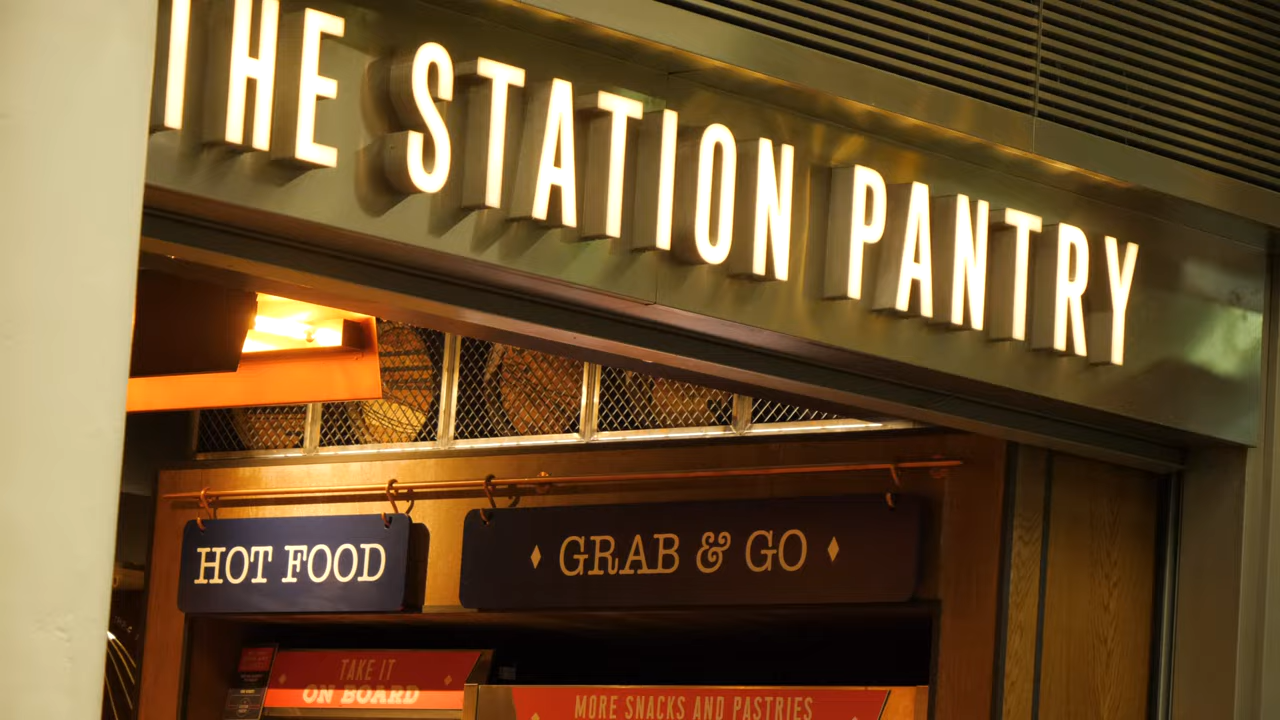 THE STATION PANTRY
HOT FOOD
GRAB & GO
TAKE IT
ON BOARD
MORE SNACKS AND PASTRIES